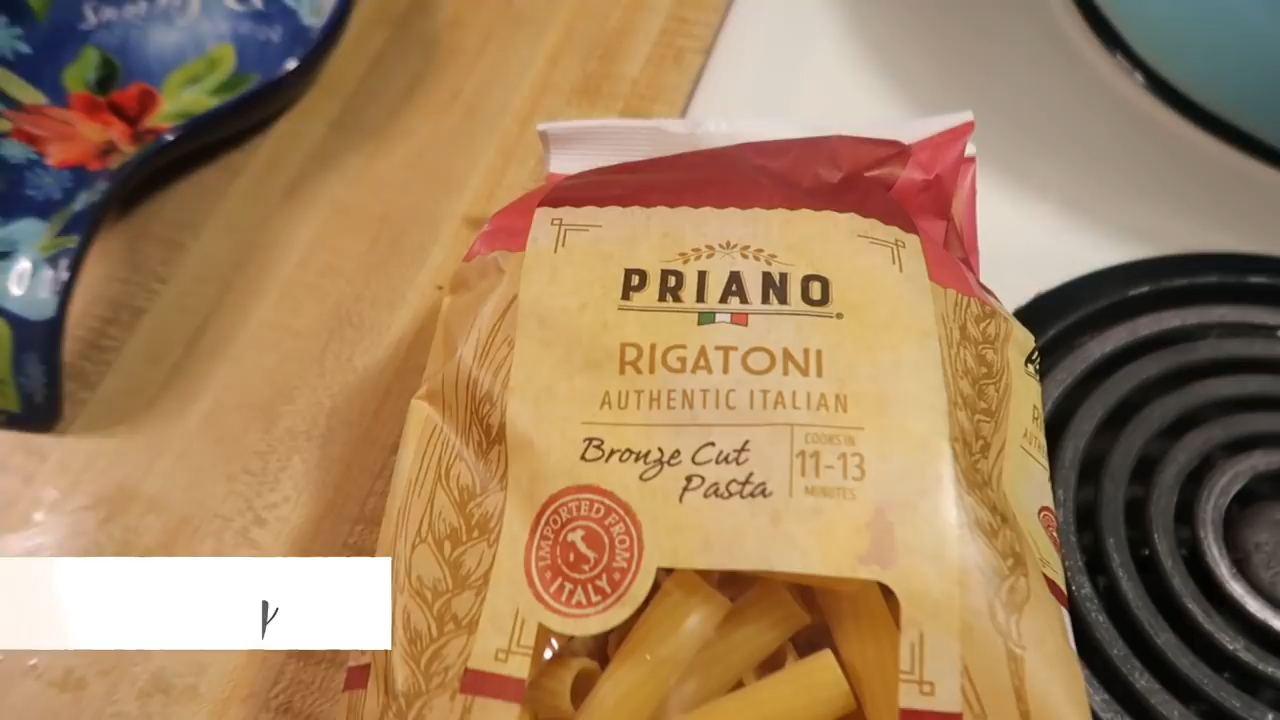 PRIANO
RIGATONI
AUTHENTIC ITALIAN
Bronze Cut
Pasta
COOKS IN
11-13
MINUTES
IMPORTED FROM
ITALY